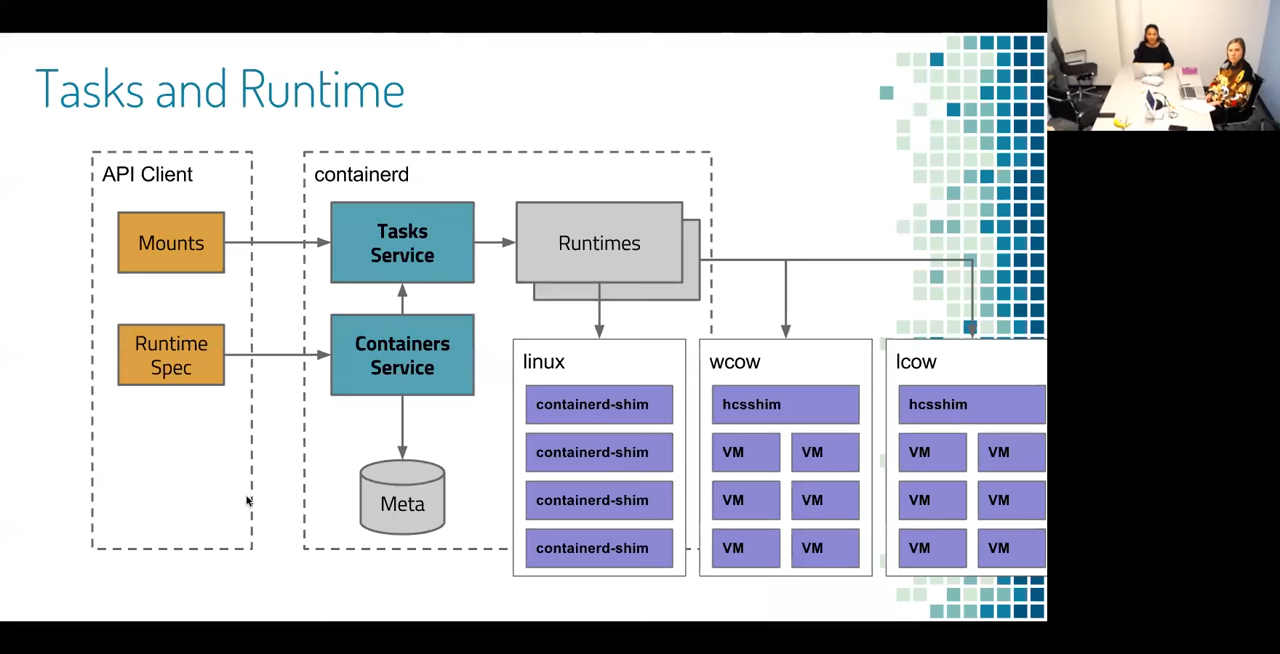 Tasks and Runtime
API Client
Mounts
Runtime
Spec
containerd
Tasks
Service
Runtimes
Containers
Service
Meta
linux
containerd-shim
containerd-shim
containerd-shim
containerd-shim
wcow
hcsshim
VM VM
VM VM
VM VM
lcow
hcsshim
VM VM
VM VM
VM VM